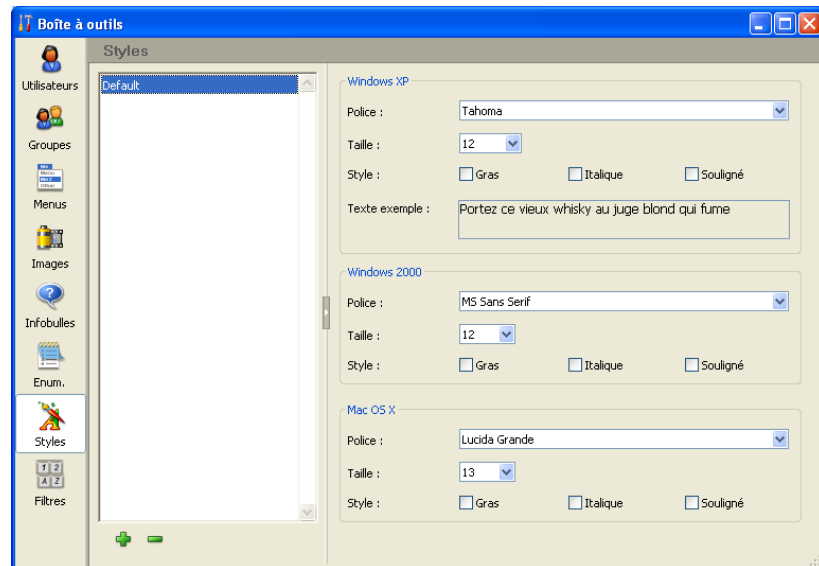 Boîte à outils
Styles
Utilisateurs
Groupes
Menus
Images
Infobulles
Enum.
Styles
Filtres
1 2
A Z
Default
Windows XP
Police : Tahoma
Taille : 12
Style : Gras Italique Souligné
Texte exemple : Portez ce vieux whisky au juge blond qui fume
Windows 2000
Police : MS Sans Serif
Taille : 12
Style : Gras Italique Souligné
Mac OS X
Police : Lucida Grande
Taille : 13
Style : Gras Italique Souligné